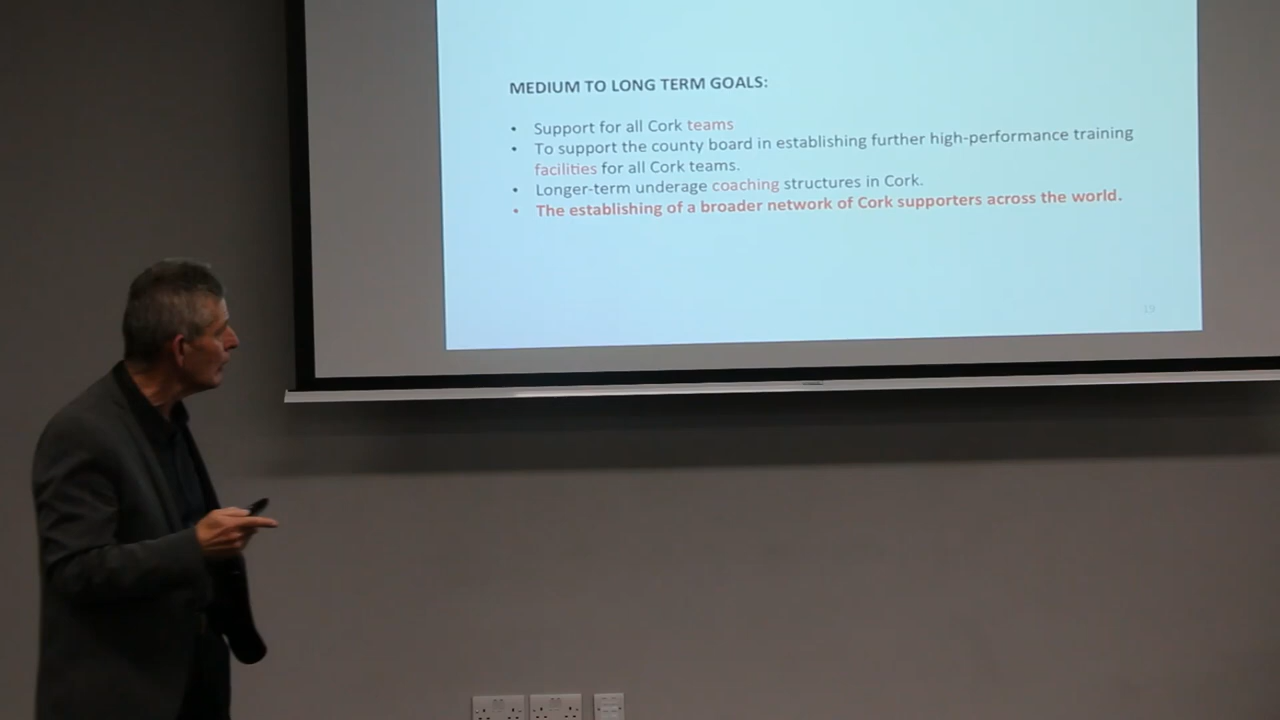 MEDIUM TO LONG TERM GOALS:
• Support for all Cork teams
• To support the county board in establishing further high-performance training
facilities for all Cork teams.
• Longer-term underage coaching structures in Cork.
• The establishing of a broader network of Cork supporters across the world.
19